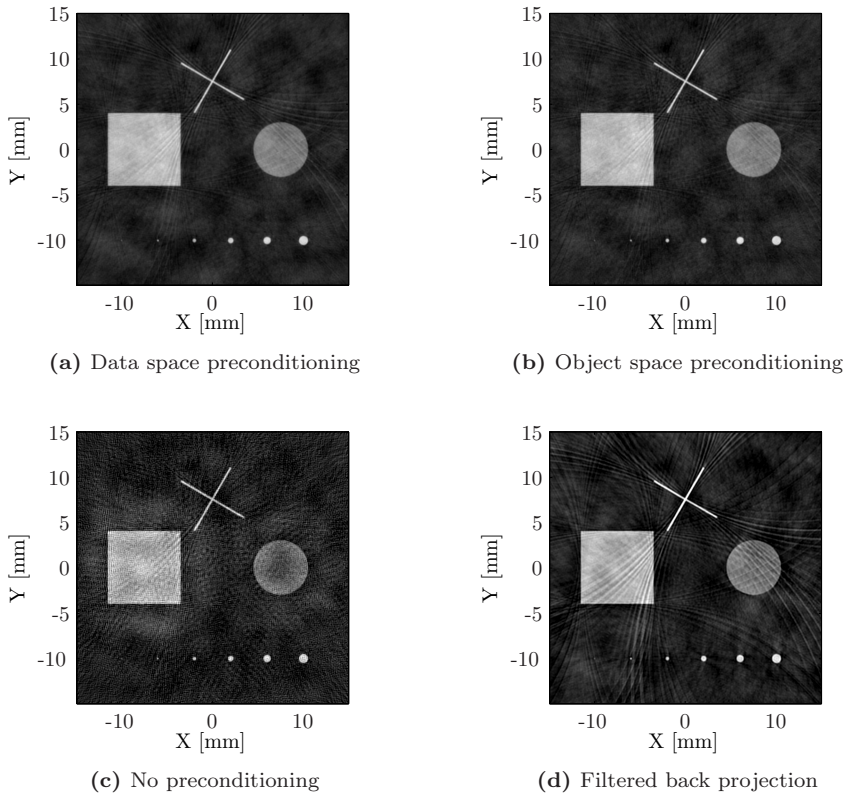 15
10
5
0
-5
-10
Y [mm]
-10 0 10
X [mm]
(a) Data space preconditioning
15
10
5
0
-5
-10
Y [mm]
-10 0 10
X [mm]
(b) Object space preconditioning
15
10
5
0
-5
-10
Y [mm]
-10 0 10
X [mm]
(c) No preconditioning
15
10
5
0
-5
-10
Y [mm]
-10 0 10
X [mm]
(d) Filtered back projection